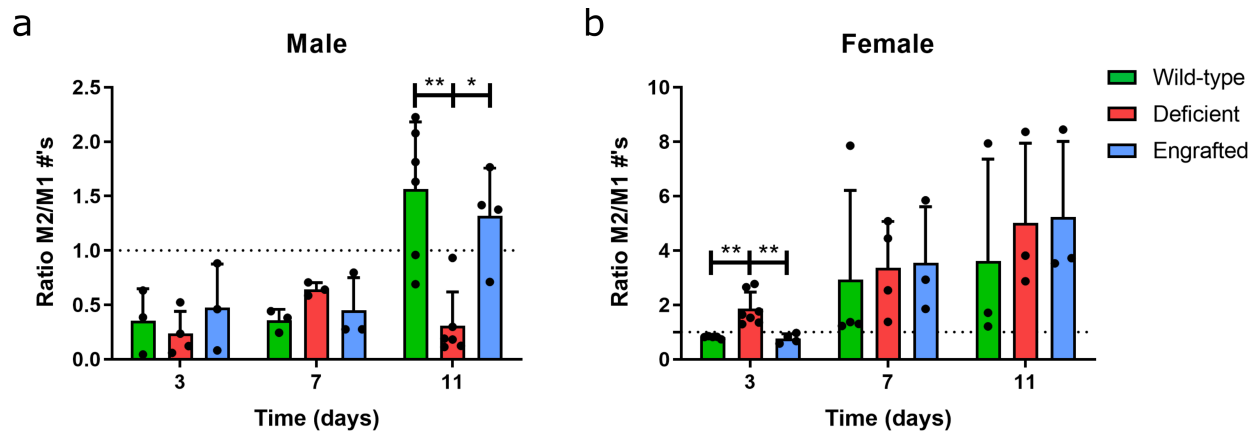 a
Male
Ratio M2/M1 #'s
2.5
2.0
1.5
1.0
0.5
0.0
** *
3 7 11
Time (days)
b
Female
Ratio M2/M1 #'s
10
8
6
4
2
0
** **
3 7 11
Time (days)
Wild-type
Deficient
Engrafted